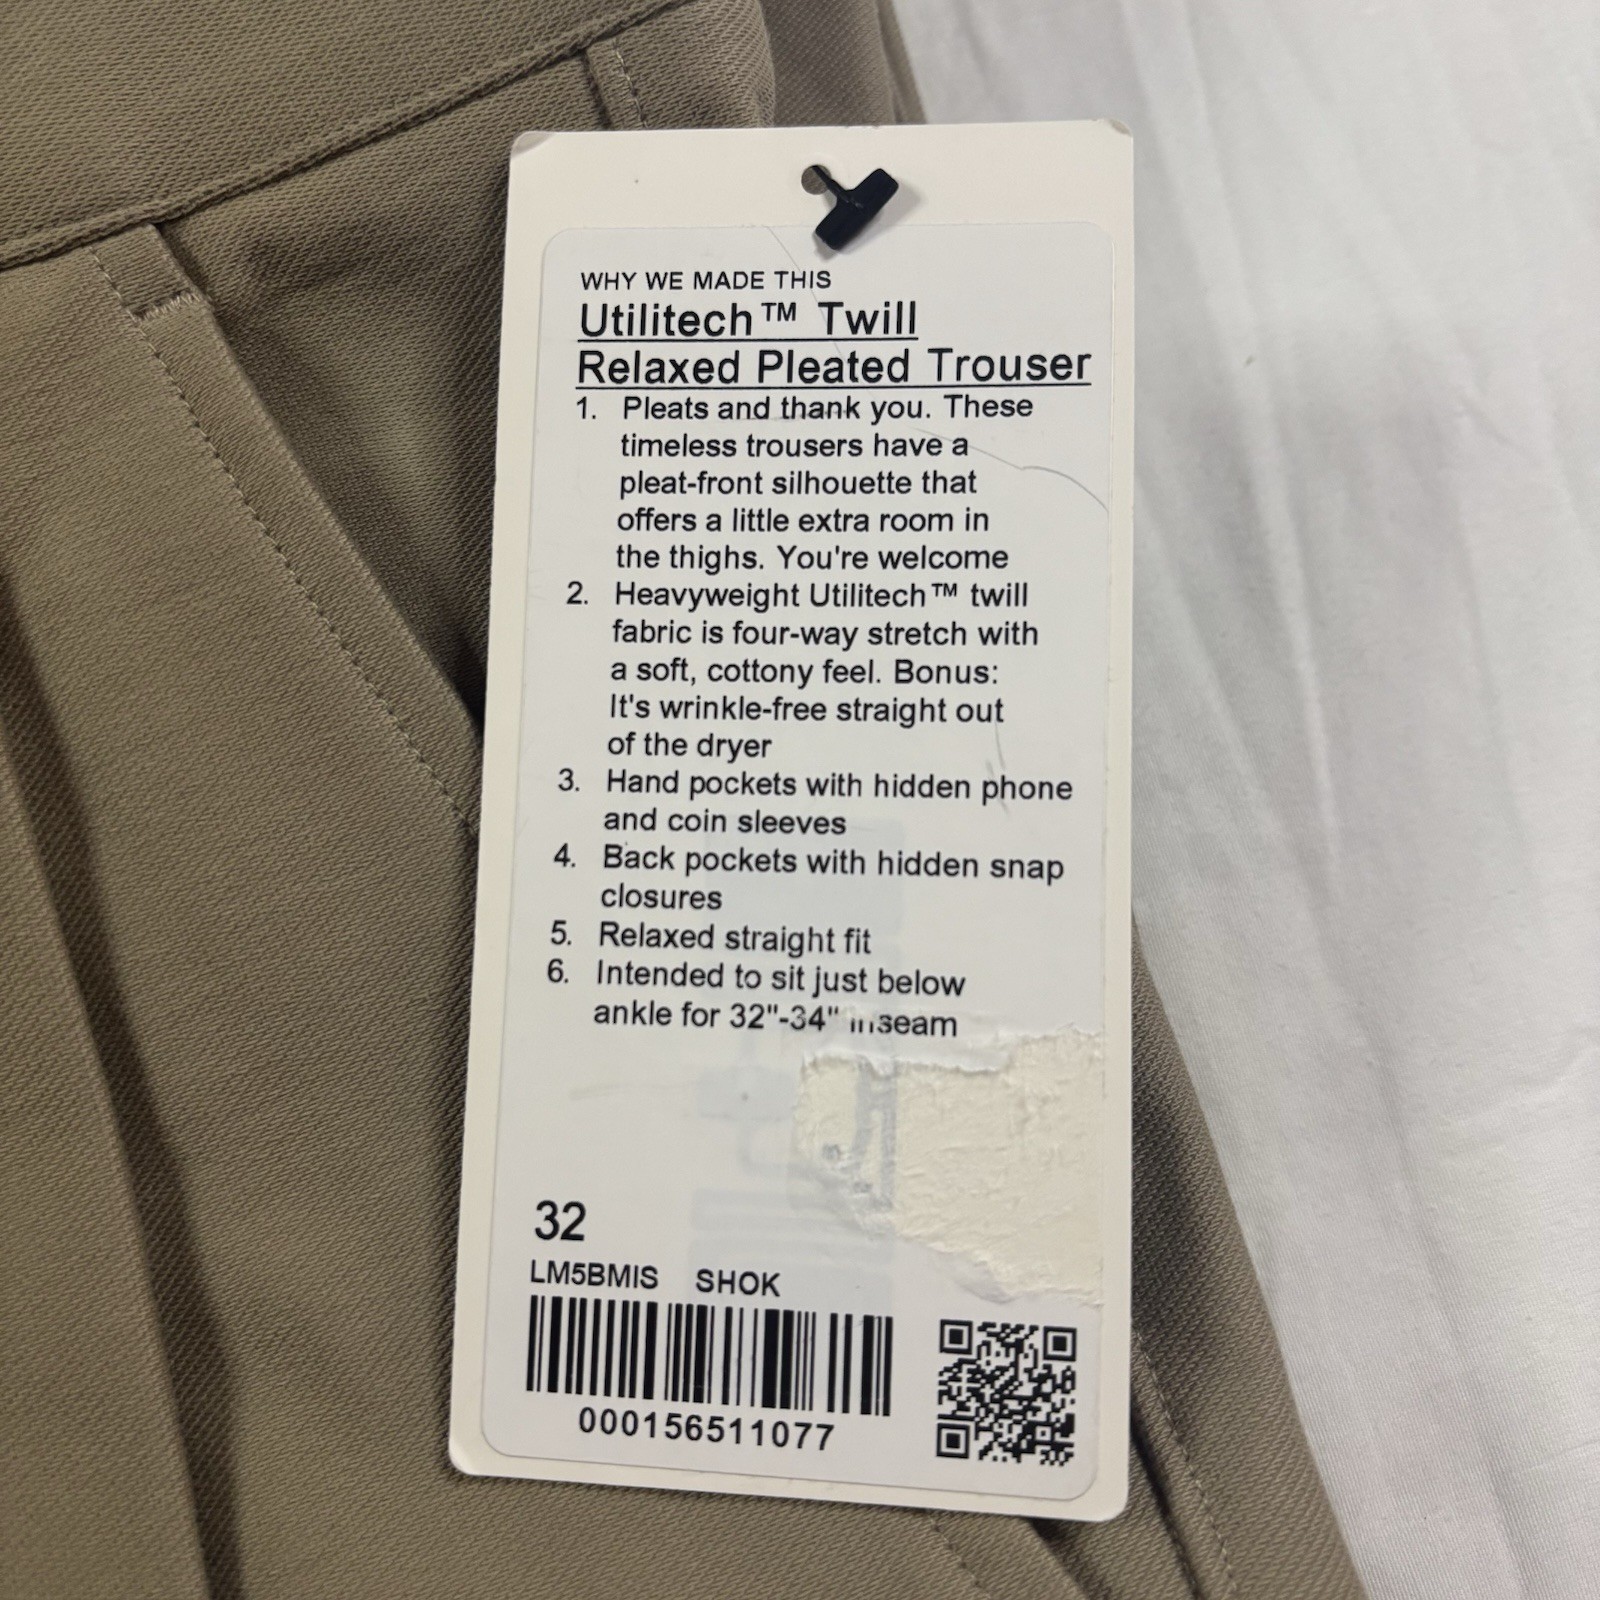 WHY WE MADE THIS
Utilitech™ Twill
Relaxed Pleated Trouser
1. Pleats and thank you. These
timeless trousers have a
pleat-front silhouette that
offers a little extra room in
the thighs. You're welcome
2. Heavyweight Utilitech™ twill
fabric is four-way stretch with
a soft, cottony feel. Bonus:
It's wrinkle-free straight out
of the dryer
3. Hand pockets with hidden phone
and coin sleeves
4. Back pockets with hidden snap
closures
5. Relaxed straight fit
6. Intended to sit just below
ankle for 32"-34" inseam
32
LM5BMIS SHOK
000156511077